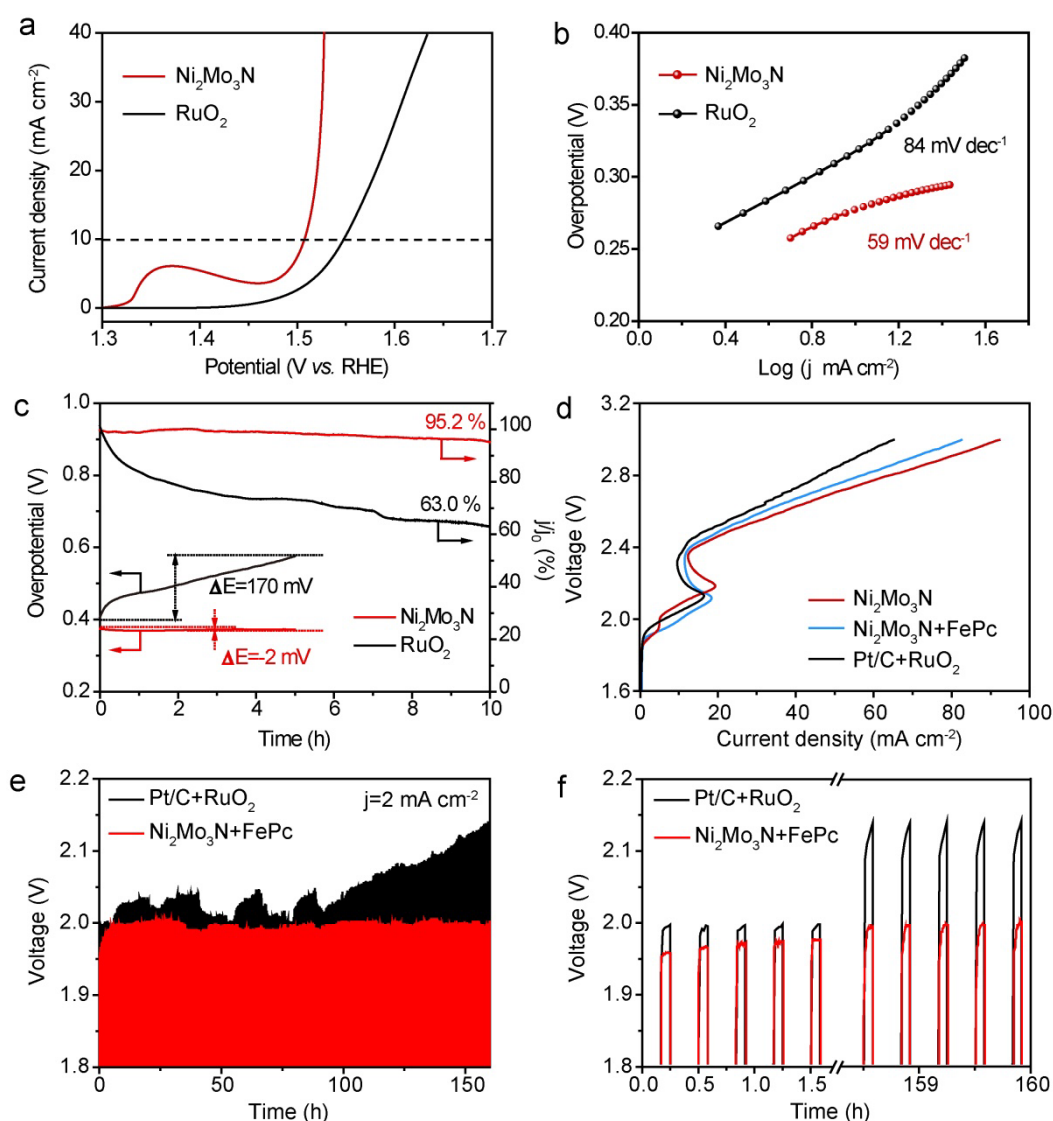 a
Current density (mA cm⁻²)
40
30
20
10
0
Ni₂Mo₃N
RuO₂
1.3 1.4 1.5 1.6 1.7
Potential (V vs. RHE
b
Overpotential (V)
0.40
0.35
0.30
0.25
0.20
Ni₂Mo₃N
RuO₂
84 mV dec⁻¹
59 mV dec⁻¹
0.0 0.4 0.8 1.2 1.6 2.0
Log (j mA cm⁻²)
c
Overpotential (V)
1.0
0.8
0.6
0.4
0.2
95.2 %
63.0 %
ΔE=170 mV
ΔE=-2 mV
Ni₂Mo₃N
RuO₂
100
80
60
40
20
0
j/j₀ (%)
0 2 4 6 8 10
Time (h)
d
Voltage (V)
3.2
2.8
2.4
2.0
1.6
Ni₂Mo₃N
Ni₂Mo₃N+FePc
Pt/C+RuO₂
0 20 40 60 80 100
Current density (mA cm⁻²)
e
Voltage (V)
2.2
2.1
2.0
1.9
1.8
Pt/C+RuO₂
j=2 mA cm⁻²
Ni₂Mo₃N+FePc
0 50 100 150
Time (h)
f
Voltage (V)
2.2
2.1
2.0
1.9
1.8
Pt/C+RuO₂
Ni₂Mo₃N+FePc
0.0 0.5 1.0 1.5 159 160
Time (h)